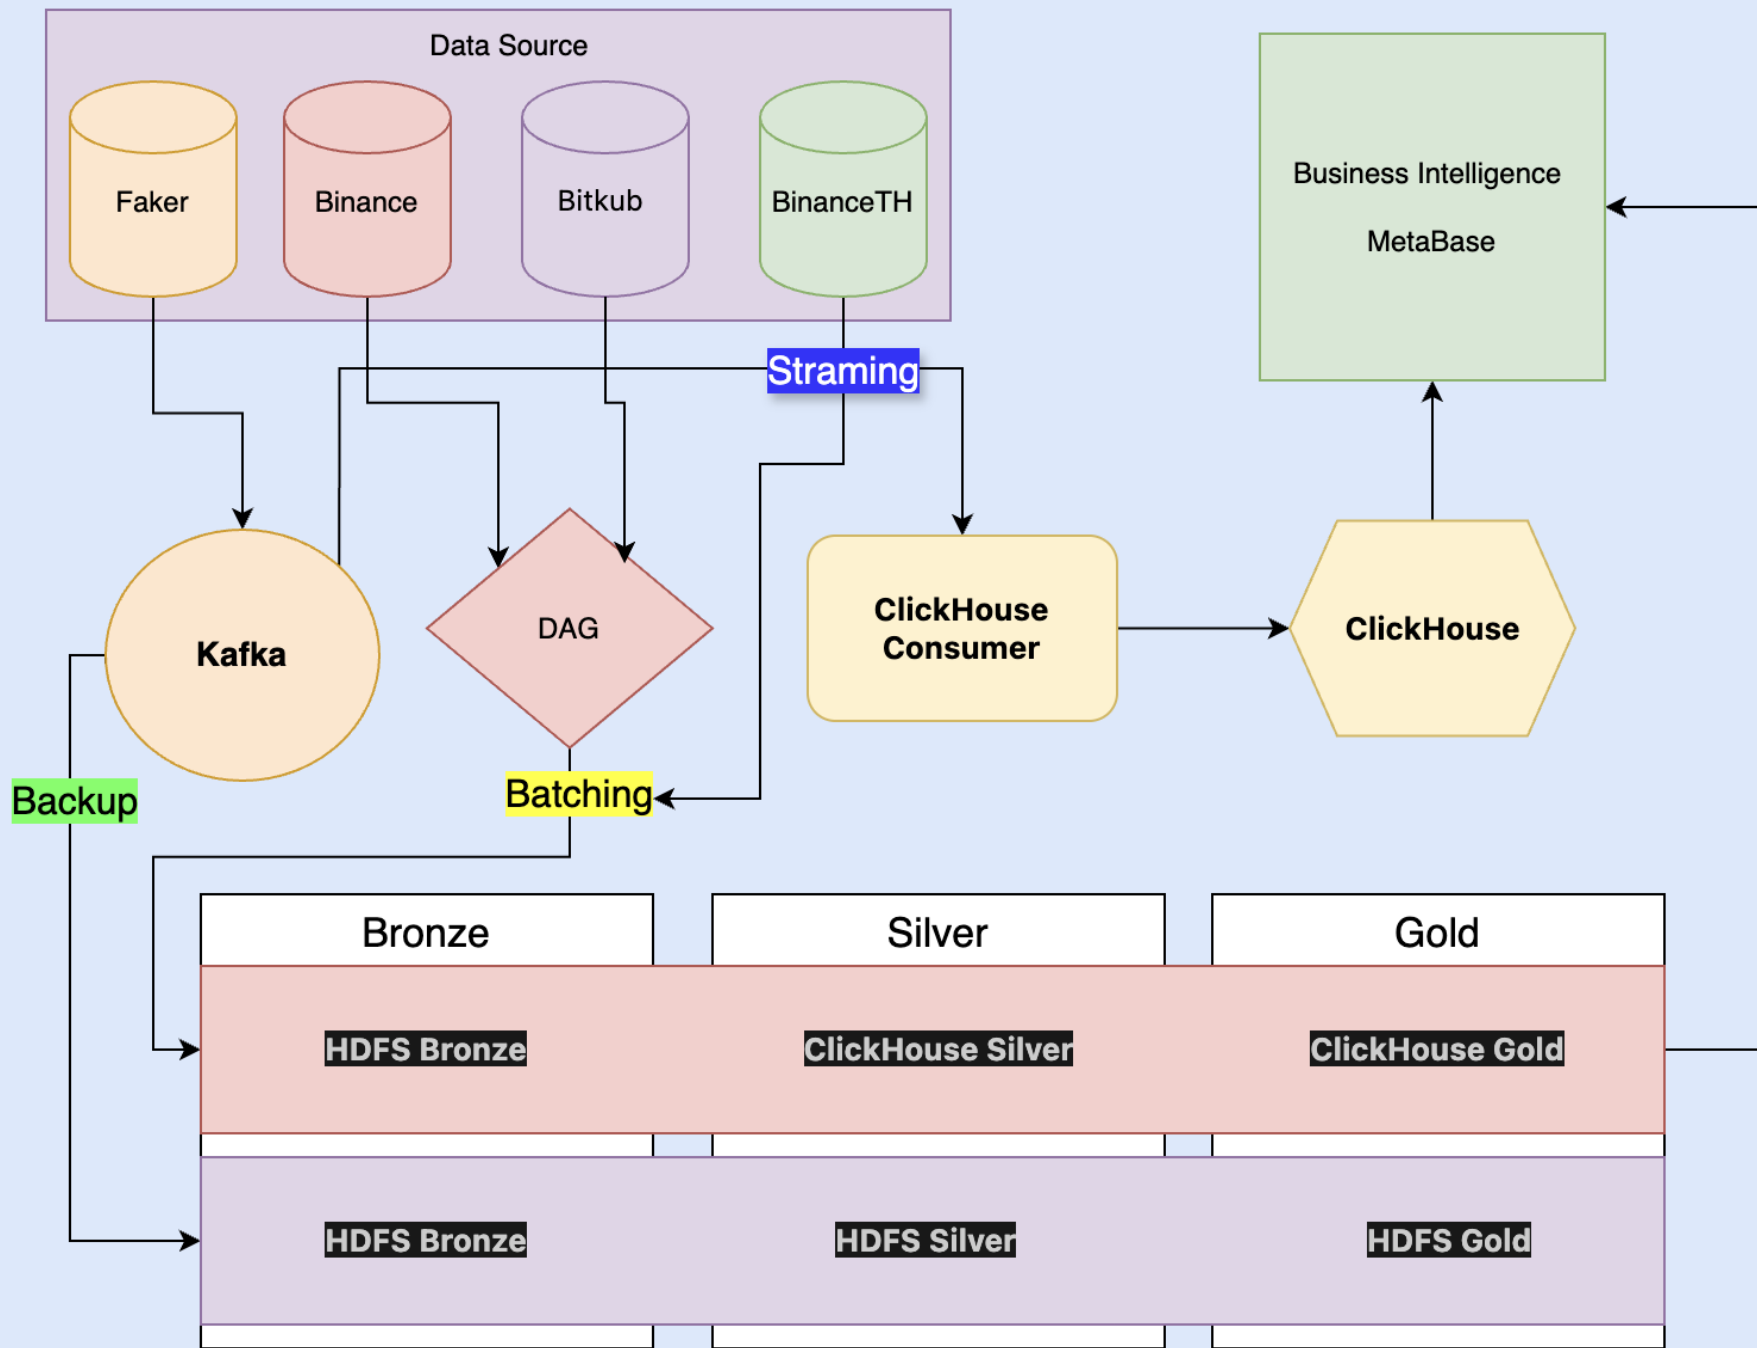 Data Source
Faker
Binance
Bitkub
BinanceTH
Business Intelligence
MetaBase
Straming
Kafka
DAG
ClickHouse
Consumer
ClickHouse
Backup
Batching
Bronze
Silver
Gold
HDFS Bronze
ClickHouse Silver
ClickHouse Gold
HDFS Bronze
HDFS Silver
HDFS Gold